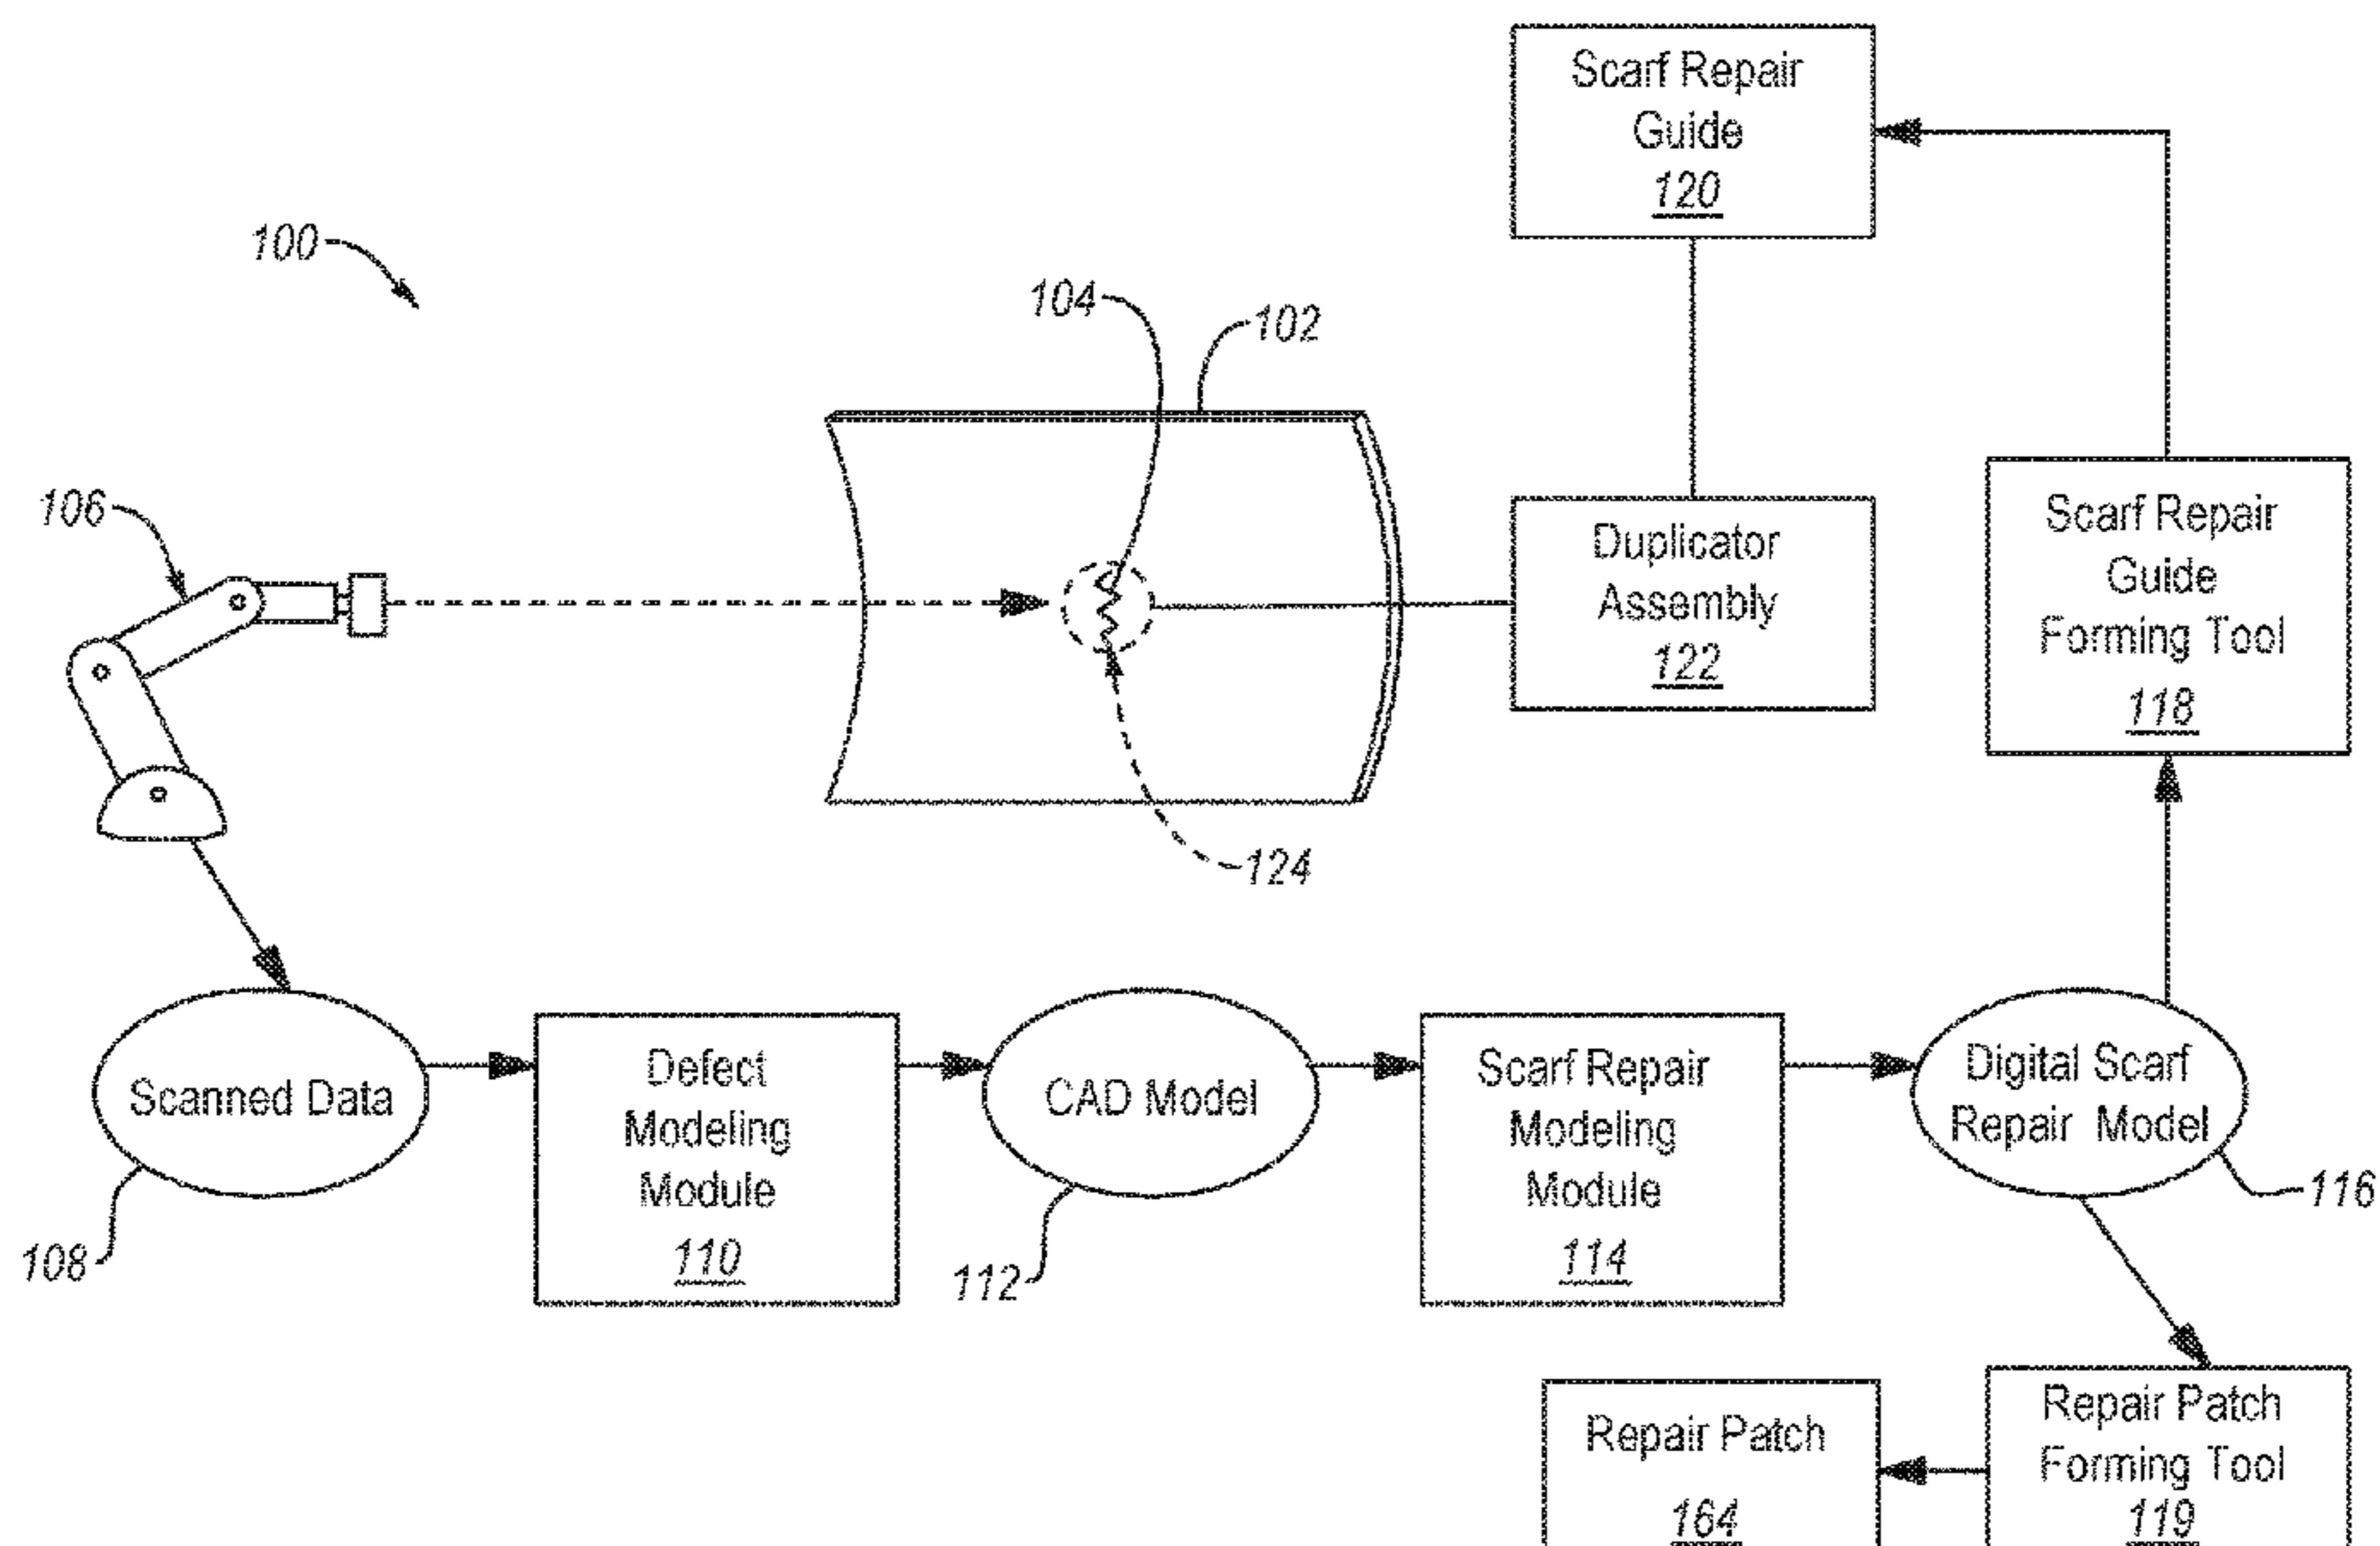 Scarf Repair
Guide
120
100
104
102
106
Duplicator
Assembly
122
Scarf Repair
Guide
Forming Tool
118
124
Scanned Data
108
Defect
Modeling
Module
110
CAD Model
112
Scarf Repair
Modeling
Module
114
Digital Scarf
Repair Model
116
Repair Patch
164
Repair Patch
Forming Tool
119